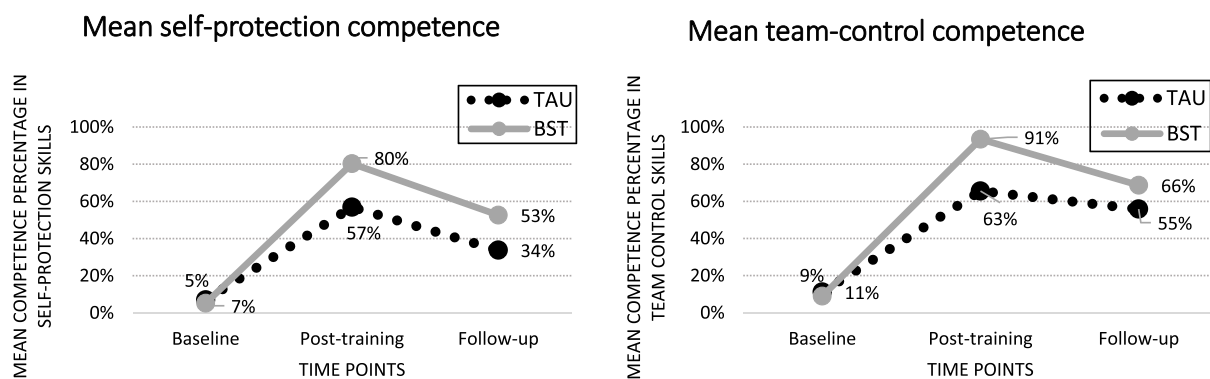 Mean self-protection competence
MEAN COMPETENCE PERCENTAGE IN
SELF-PROTECTION SKILLS
TAU
BST
100%
80%
60%
40%
20%
0%
80%
57%
53%
34%
5%
7%
Baseline
Post-training
Follow-up
TIME POINTS
Mean team-control competence
MEAN COMPETENCE PERCENTAGE IN
TEAM CONTROL SKILLS
TAU
BST
100%
80%
60%
40%
20%
0%
91%
63%
66%
55%
9%
11%
Baseline
Post-training
Follow-up
TIME POINTS